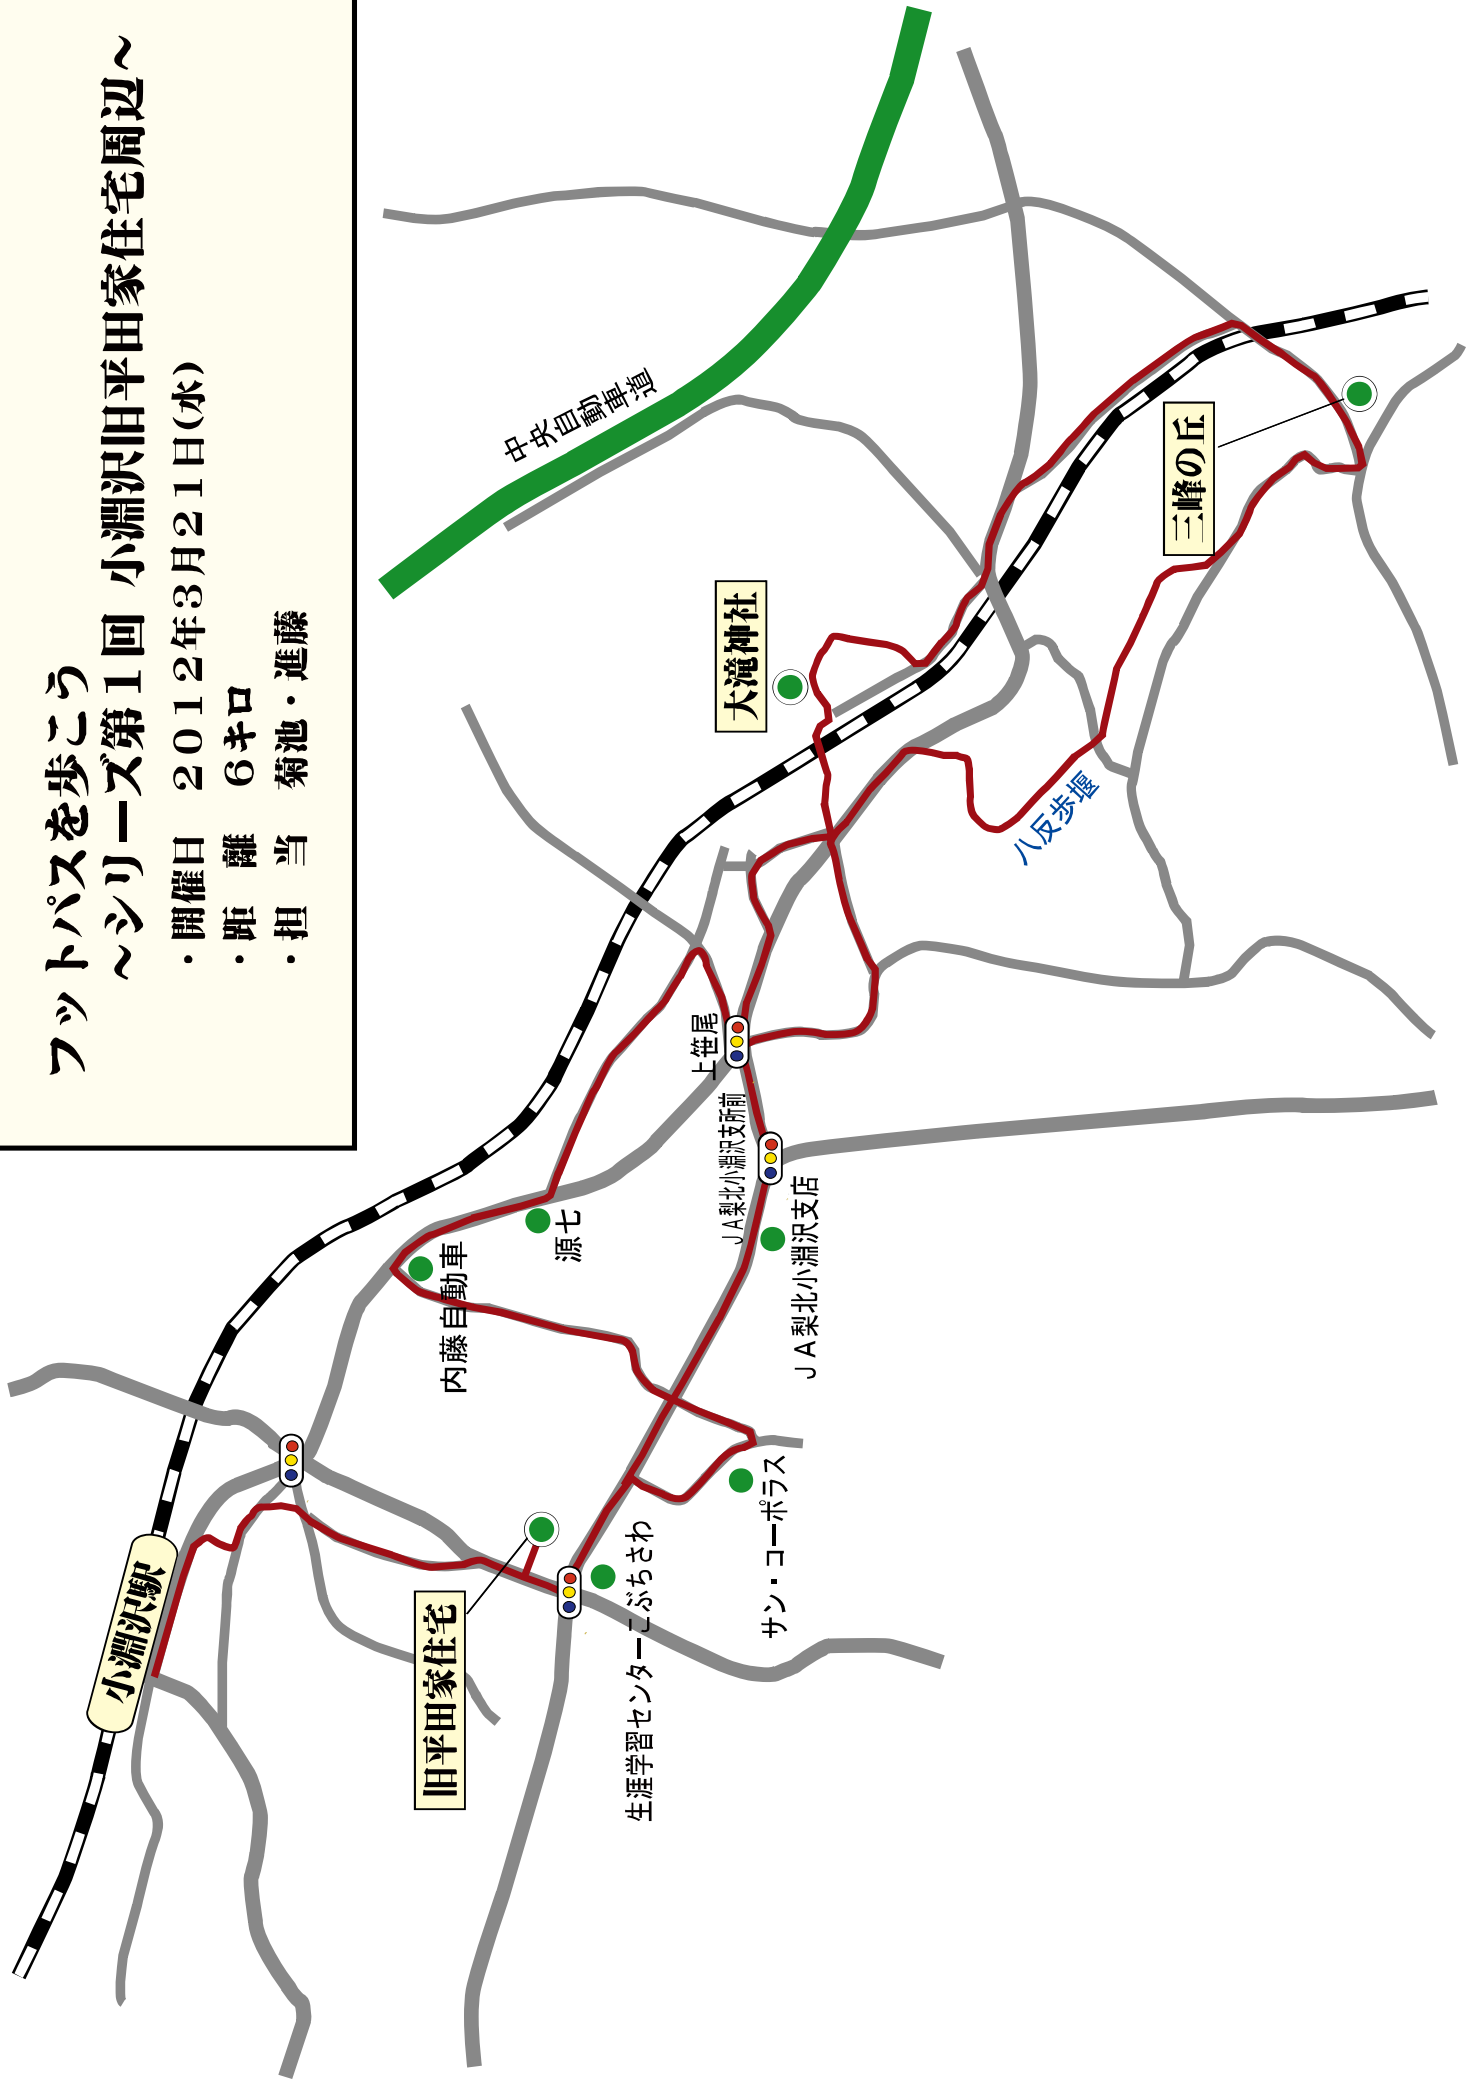 フットパスを歩こう
～シリーズ第１回 小淵沢旧平田家住宅周辺～
・開催日　２０１２年３月２１日(水)
・距　離　６キロ
・担　当　菊池・進藤
中央自動車道
三峰の丘
大滝神社
八反歩堰
上笹尾
ＪＡ梨北小淵沢支所前
ＪＡ梨北小淵沢支店
源七
内藤自動車
サン・コーポラス
生涯学習センターこぶちさわ
旧平田家住宅
小淵沢駅